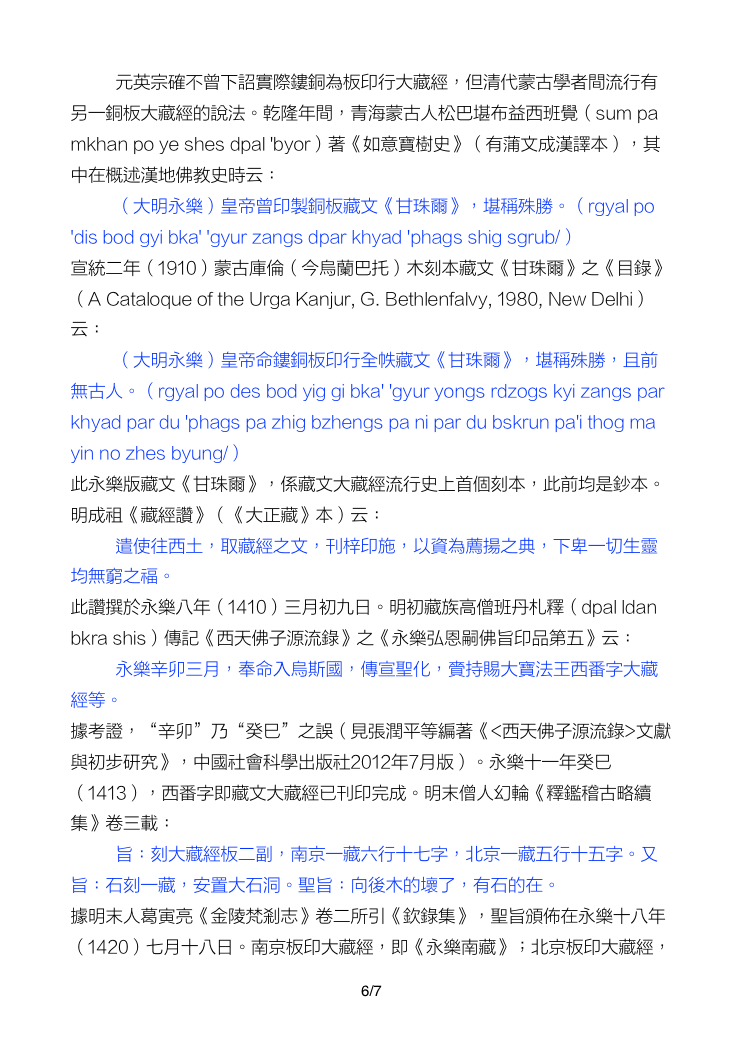 元英宗確不曾下詔實際鏤銅為板印行大藏經，但清代蒙古學者間流行有
另一銅板大藏經的說法。乾隆年間，青海蒙古人松巴堪布益西班覺（sum pa
mkhan po ye shes dpal 'byor）著《如意寶樹史》（有蒲文成漢譯本），其
中在概述漢地佛教史時云：
（大明永樂）皇帝曾印製銅板藏文《甘珠爾》，堪稱殊勝。（rgyal po
'dis bod gyi bka' 'gyur zangs dpar khyad 'phags shig sgrub/）
宣統二年（1910）蒙古庫倫（今烏蘭巴托）木刻本藏文《甘珠爾》之《目錄》
（A Cataloque of the Urga Kanjur, G. Bethlenfalvy, 1980, New Delhi）
云：
（大明永樂）皇帝命鏤銅板印行全帙藏文《甘珠爾》，堪稱殊勝，且前
無古人。（rgyal po des bod yig gi bka' 'gyur yongs rdzogs kyi zangs par
khyad par du 'phags pa zhig bzhengs pa ni par du bskrun pa'i thog ma
yin no zhes byung/）
此永樂版藏文《甘珠爾》，係藏文大藏經流行史上首個刻本，此前均是鈔本。
明成祖《藏經讚》（《大正藏》本）云：
遣使往西土，取藏經之文，刊梓印施，以資為薦揚之典，下卑一切生靈
均無窮之福。
此讚撰於永樂八年（1410）三月初九日。明初藏族高僧班丹札釋（dpal ldan
bkra shis）傳記《西天佛子源流錄》之《永樂弘恩嗣佛旨印品第五》云：
永樂辛卯三月，奉命入烏斯國，傳宣聖化，賫持賜大寶法王西番字大藏
經等。
據考證，“辛卯”乃“癸巳”之誤（見張潤平等編著《<西天佛子源流錄>文獻
與初步研究》，中國社會科學出版社2012年7月版）。永樂十一年癸巳
（1413），西番字即藏文大藏經已刊印完成。明末僧人幻輪《釋鑑稽古略續
集》卷三載：
旨：刻大藏經板二副，南京一藏六行十七字，北京一藏五行十五字。又
旨：石刻一藏，安置大石洞。聖旨：向後木的壞了，有石的在。
據明末人葛寅亮《金陵梵剎志》卷二所引《欽錄集》，聖旨頒佈在永樂十八年
（1420）七月十八日。南京板印大藏經，即《永樂南藏》；北京板印大藏經，
6/7